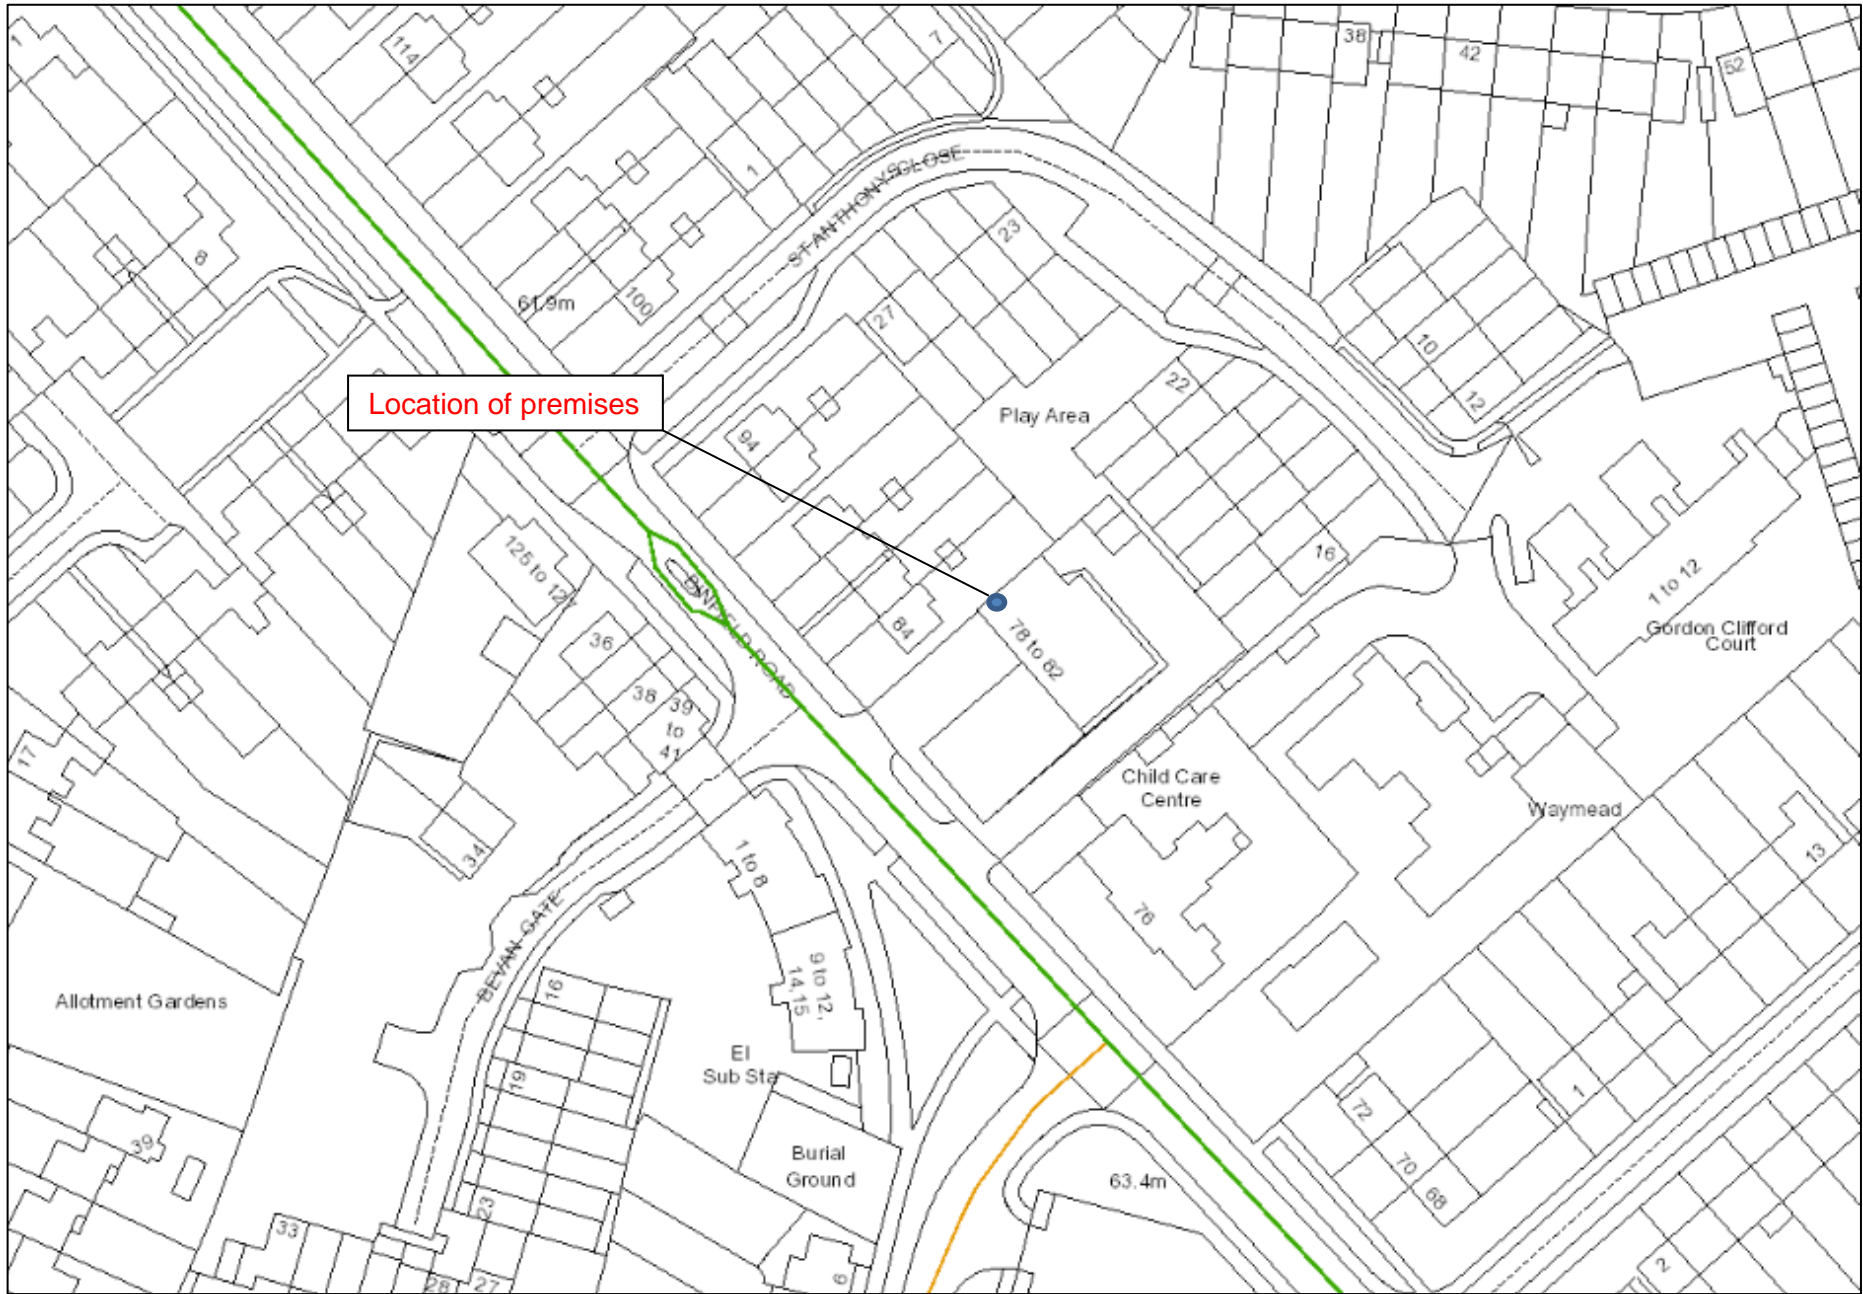 1
114
7
38
42
52
1
ST ANTHONYS CLOSE
8
23
61.9m
100
27
10
12
Location of premises
22
Play Area
94
16
125 to 127
1 to 12
Gordon Clifford
Court
BINFIELD ROAD
36
84
78 to 82
38
39
to
41
17
Child Care
Centre
Waymead
34
1 to 8
13
76
BEVAN GATE
9 to 12,
14,15
16
Allotment Gardens
El
Sub Sta
19
72
1
39
Burial
Ground
70
68
63.4m
23
33
2
28
27
6